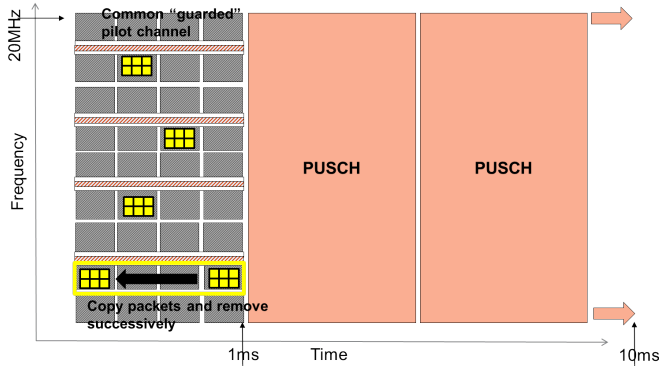 Common “guarded”
pilot channel
20MHz
Frequency
PUSCH
PUSCH
Copy packets and remove
successively
1ms
Time
10ms